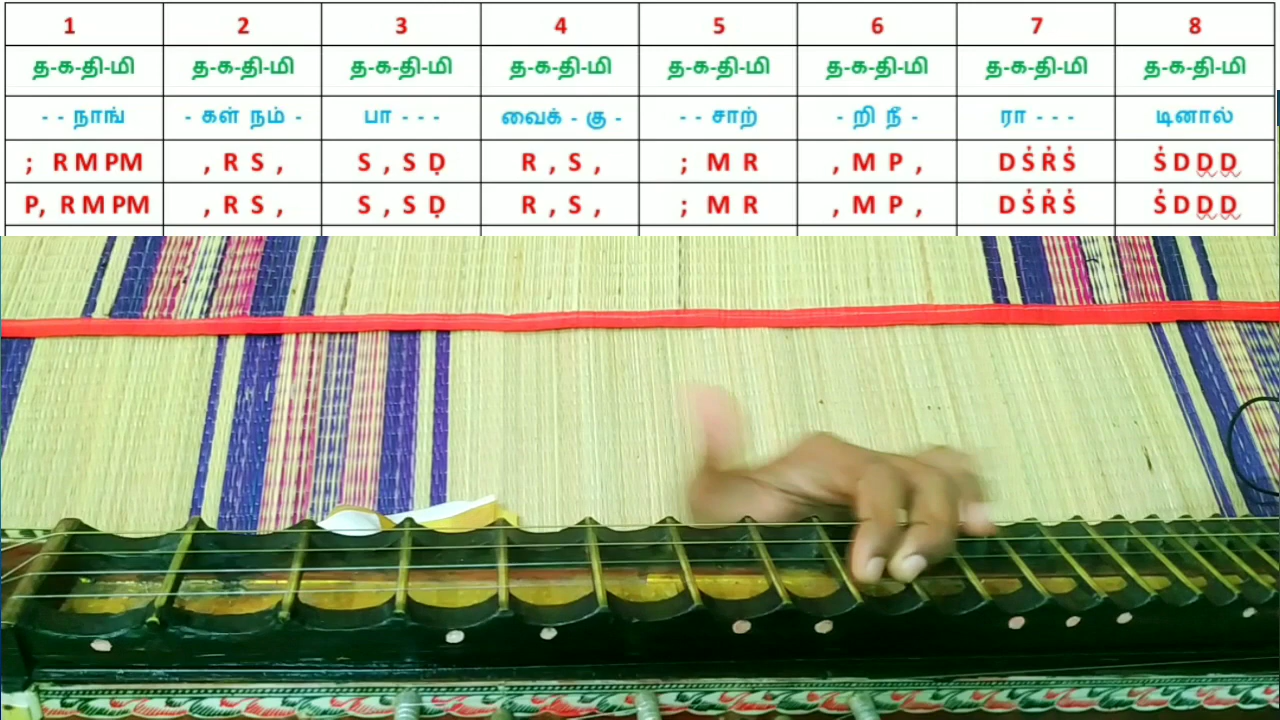 1 2 3 4 5 6 7 8
த-க-தி-மி த-க-தி-மி த-க-தி-மி த-க-தி-மி த-க-தி-மி த-க-தி-மி த-க-தி-மி த-க-தி-மி
- - நாங் - கள் நம் - பா - - - வைக் - கு - - - சாற் - றி நீ - ரா - - - டினால்
; R M P M , R S , S , S Ḍ R , S , ; M R , M P , D Ṡ Ṙ Ṡ Ṡ D D D
P, R M P M , R S , S , S Ḍ R , S , ; M R , M P , D Ṡ Ṙ Ṡ Ṡ D D D